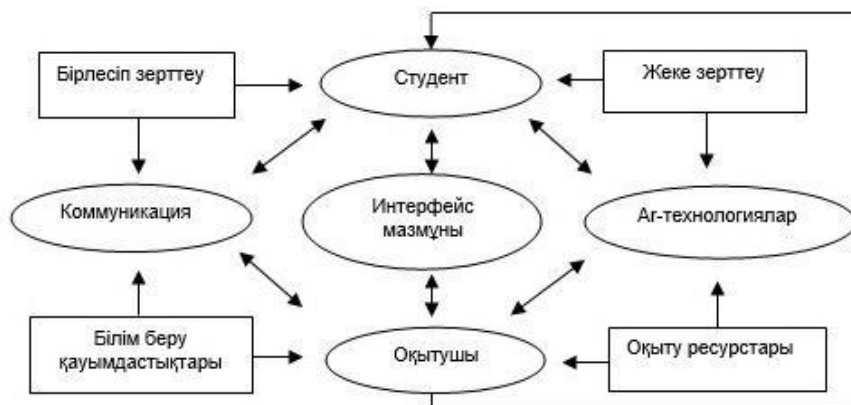 Бірлесіп зерттеу
Студент
Жеке зерттеу
Коммуникация
Интерфейс
мазмұны
Ar-технологиялар
Білім беру
қауымдастықтары
Оқытушы
Оқыту ресурстары